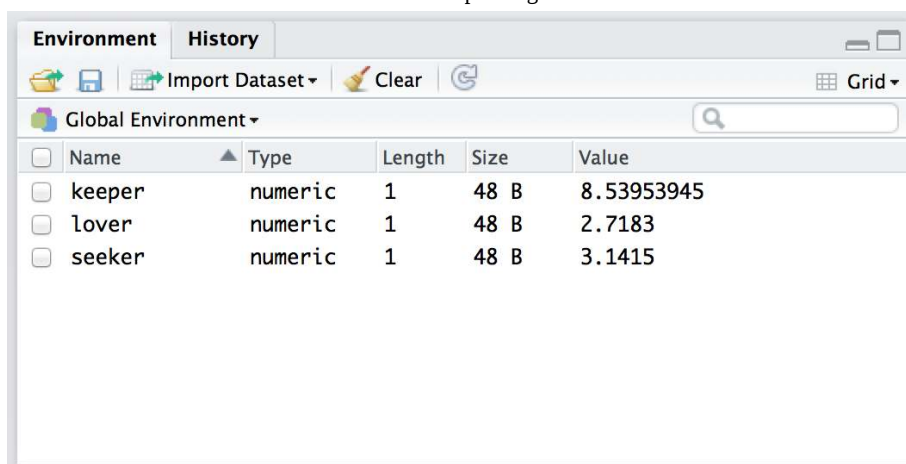 Environment History
Import Dataset Clear Grid
Global Environment
Name Type Length Size Value
keeper numeric 1 48 B 8.53953945
lover numeric 1 48 B 2.7183
seeker numeric 1 48 B 3.1415